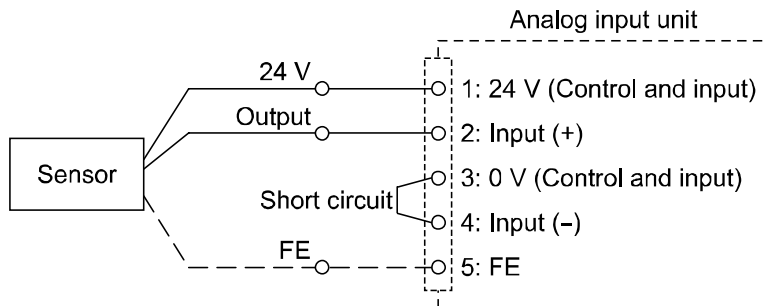 Analog input unit
24 V
1: 24 V (Control and input)
Output
2: Input (+)
Sensor
3: 0 V (Control and input)
Short circuit
4: Input (–)
FE
5: FE